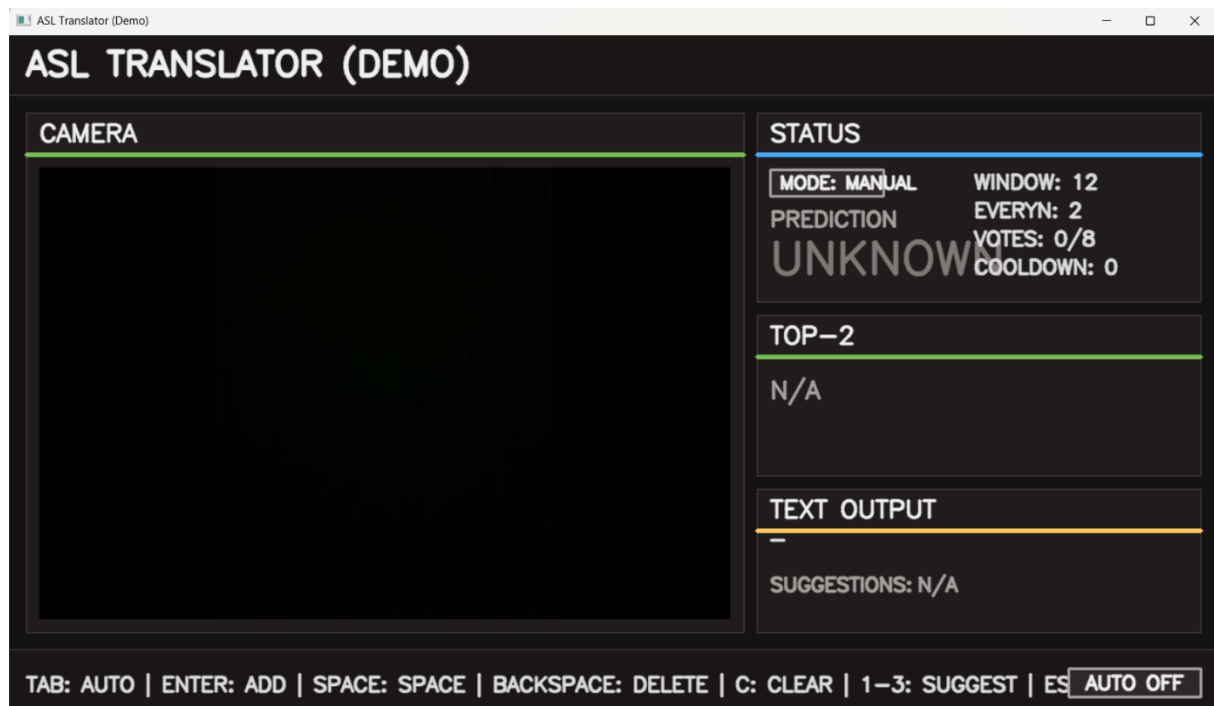 ASL Translator (Demo)
ASL TRANSLATOR (DEMO)
CAMERA
STATUS
MODE: MANUAL
PREDICTION
UNKNOWN
WINDOW: 12
EVERYN: 2
VOTES: 0/8
COOLDOWN: 0
TOP-2
N/A
TEXT OUTPUT
_
SUGGESTIONS: N/A
TAB: AUTO | ENTER: ADD | SPACE: SPACE | BACKSPACE: DELETE | C: CLEAR | 1-3: SUGGEST | ES
AUTO OFF